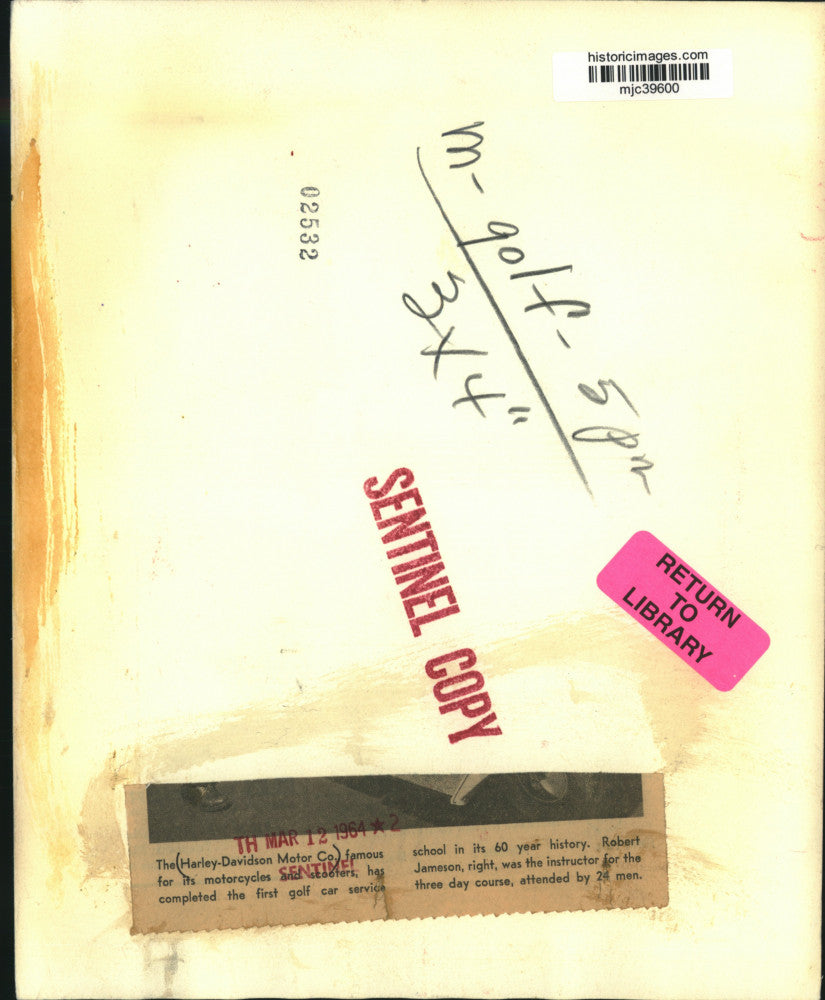 historicimages.com
mjc39600
02532
m- golf - 5 pm
3x4"
SENTINEL COPY
RETURN
TO
LIBRARY
TH MAR 12 1964 ★ 2
SENTINEL
The (Harley-Davidson Motor Co.) famous
for its motorcycles and scooters, has
completed the first golf car service
school in its 60 year history. Robert
Jameson, right, was the instructor for the
three day course, attended by 24 men.